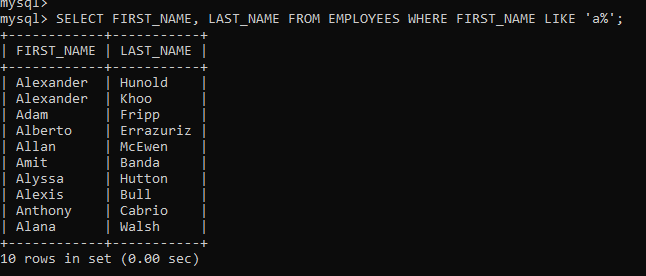 mysql>
mysql> SELECT FIRST_NAME, LAST_NAME FROM EMPLOYEES WHERE FIRST_NAME LIKE 'a%';
+------------+-----------+
| FIRST_NAME | LAST_NAME |
+------------+-----------+
| Alexander  | Hunold    |
| Alexander  | Khoo      |
| Adam       | Fripp     |
| Alberto    | Errazuriz |
| Allan      | McEwen    |
| Amit       | Banda     |
| Alyssa     | Hutton    |
| Alexis     | Bull      |
| Anthony    | Cabrio    |
| Alana      | Walsh     |
+------------+-----------+
10 rows in set (0.00 sec)